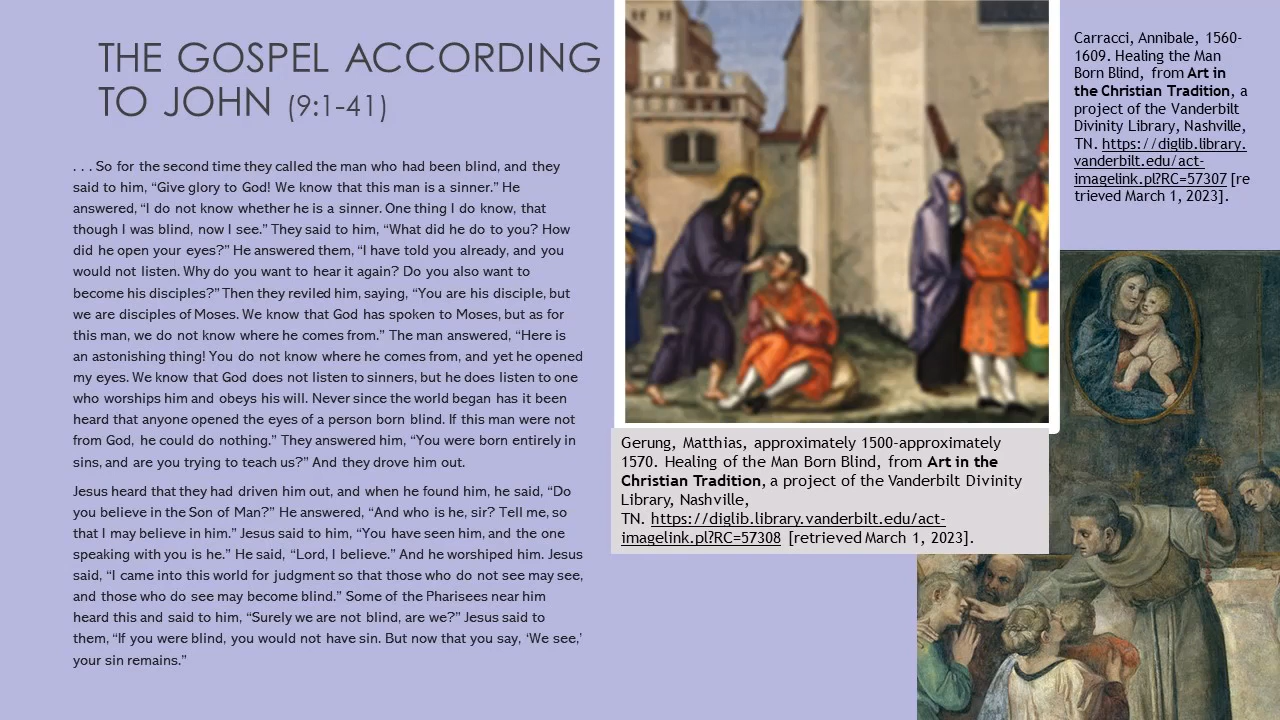 THE GOSPEL ACCORDING
TO JOHN (9:1-41)
. . . So for the second time they called the man who had been blind, and they
said to him, “Give glory to God! We know that this man is a sinner.” He
answered, “I do not know whether he is a sinner. One thing I do know, that
though I was blind, now I see.” They said to him, “What did he do to you? How
did he open your eyes?” He answered them, “I have told you already, and you
would not listen. Why do you want to hear it again? Do you also want to
become his disciples?” Then they reviled him, saying, “You are his disciple, but
we are disciples of Moses. We know that God has spoken to Moses, but as for
this man, we do not know where he comes from.” The man answered, “Here is
an astonishing thing! You do not know where he comes from, and yet he opened
my eyes. We know that God does not listen to sinners, but he does listen to one
who worships him and obeys his will. Never since the world began has it been
heard that anyone opened the eyes of a person born blind. If this man were not
from God, he could do nothing.” They answered him, “You were born entirely in
sins, and are you trying to teach us?” And they drove him out.
Jesus heard that they had driven him out, and when he found him, he said, “Do
you believe in the Son of Man?” He answered, “And who is he, sir? Tell me, so
that I may believe in him.” Jesus said to him, “You have seen him, and the one
speaking with you is he.” He said, “Lord, I believe.” And he worshiped him. Jesus
said, “I came into this world for judgment so that those who do not see may see,
and those who do see may become blind.” Some of the Pharisees near him
heard this and said to him, “Surely we are not blind, are we?” Jesus said to
them, “If you were blind, you would not have sin. But now that you say, ‘We see,’
your sin remains.”
Gerung, Matthias, approximately 1500-approximately
1570. Healing of the Man Born Blind, from Art in the
Christian Tradition, a project of the Vanderbilt Divinity
Library, Nashville,
TN. https://diglib.library.vanderbilt.edu/act-
imagelink.pl?RC=57308 [retrieved March 1, 2023].
Carracci, Annibale, 1560-
1609. Healing the Man
Born Blind, from Art in
the Christian Tradition, a
project of the Vanderbilt
Divinity Library, Nashville,
TN. https://diglib.library.
vanderbilt.edu/act-
imagelink.pl?RC=57307 [re
trieved March 1, 2023].